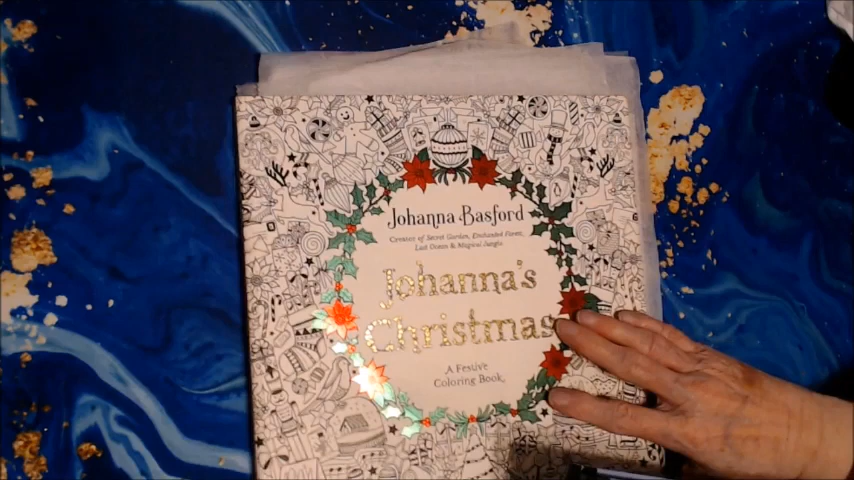 Johanna Basford
Creator of Secret Garden, Enchanted Forest,
Lost Ocean & Magical Jungle
Johanna's
Christmas
A Festive
Coloring Book